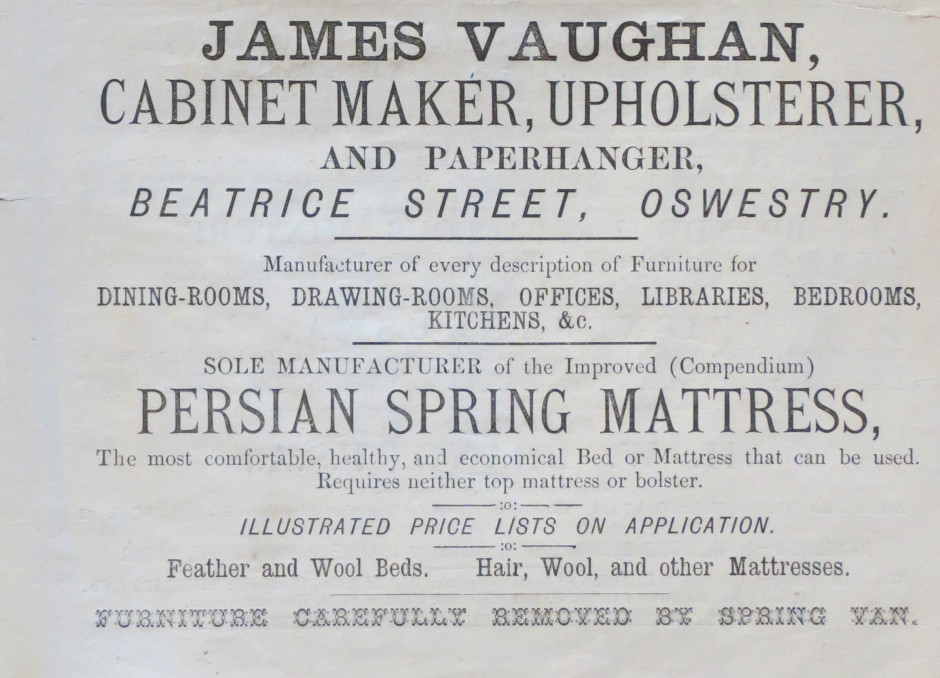 JAMES VAUGHAN,
CABINET MAKER, UPHOLSTERER,
AND PAPERHANGER,
BEATRICE STREET, OSWESTRY.
Manufacturer of every description of Furniture for
DINING-ROOMS, DRAWING-ROOMS, OFFICES, LIBRARIES, BEDROOMS,
KITCHENS, &c.
SOLE MANUFACTURER of the Improved (Compendium)
PERSIAN SPRING MATTRESS,
The most comfortable, healthy, and economical Bed or Mattress that can be used.
Requires neither top mattress or bolster.
:o:
ILLUSTRATED PRICE LISTS ON APPLICATION.
:o:
Feather and Wool Beds. Hair, Wool, and other Mattresses.
FURNITURE CAREFULLY REMOVED BY SPRING VAN.